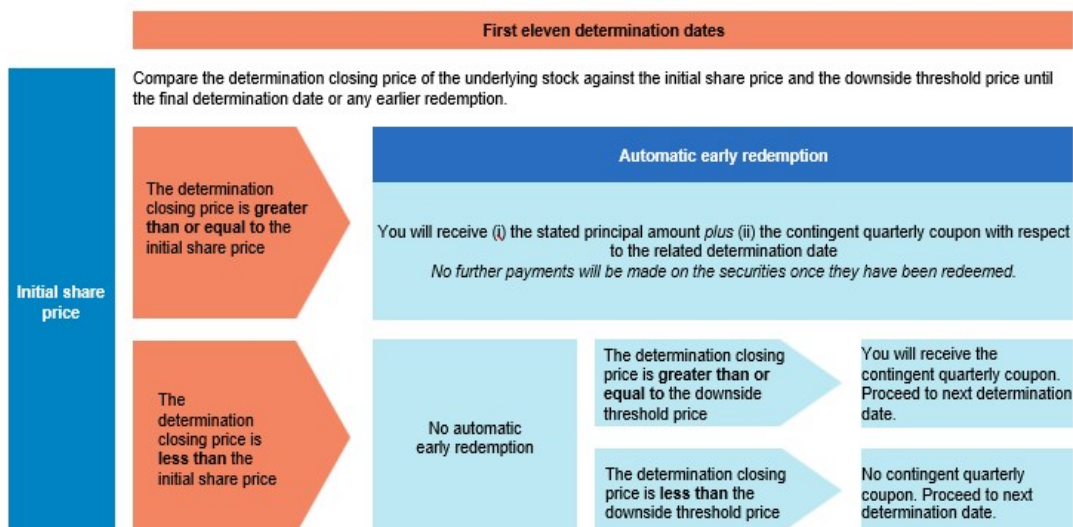 First eleven determination dates
Compare the determination closing price of the underlying stock against the initial share price and the downside threshold price until
the final determination date or any earlier redemption.
Initial share
price
The determination
closing price is greater
than or equal to the
initial share price
Automatic early redemption
You will receive (i) the stated principal amount plus (ii) the contingent quarterly coupon with respect
to the related determination date
No further payments will be made on the securities once they have been redeemed.
The
determination
closing price is
less than the
initial share price
No automatic
early redemption
The determination closing
price is greater than or
equal to the downside
threshold price
You will receive the
contingent quarterly coupon.
Proceed to next determination
date.
The determination closing
price is less than the
downside threshold price
No contingent quarterly
coupon. Proceed to next
determination date.